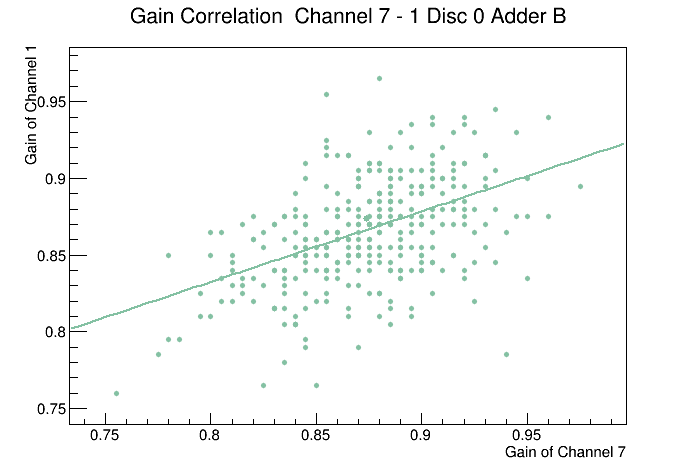 Gain Correlation  Channel 7 - 1 Disc 0 Adder B
Gain of Channel 1
0.95
0.9
0.85
0.8
0.75
0.75 0.8 0.85 0.9 0.95
Gain of Channel 7